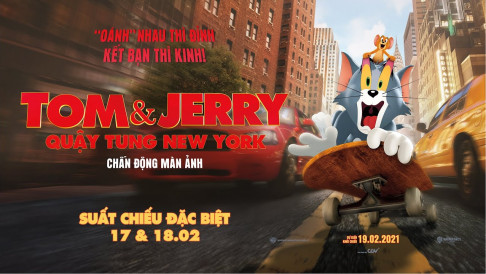 "ĐÁNH" NHAU THÌ ĐỈNH
KẾT BẠN THÌ KINH!
TOM & JERRY
QUẬY TUNG NEW YORK
CHẤN ĐỘNG MÀN ẢNH
SUẤT CHIẾU ĐẶC BIỆT
17 & 18.02
19.02.2021